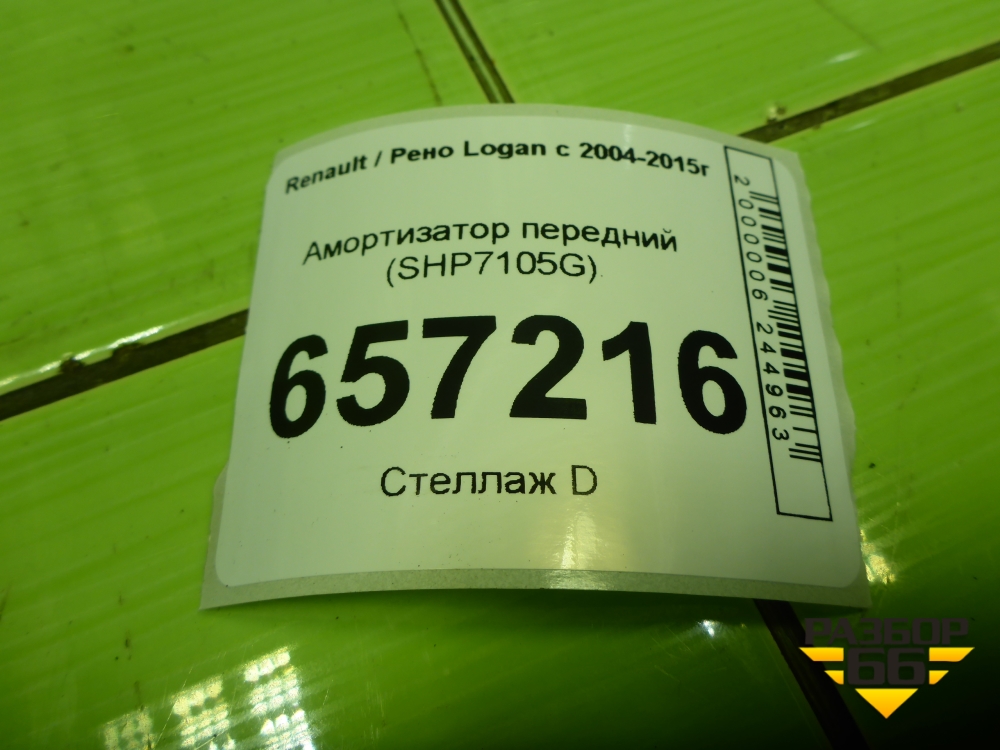 Renault / Рено Logan с 2004-2015г
Амортизатор передний
(SHP7105G)
657216
Стеллаж D
2000006244963
РАЗБОР
66